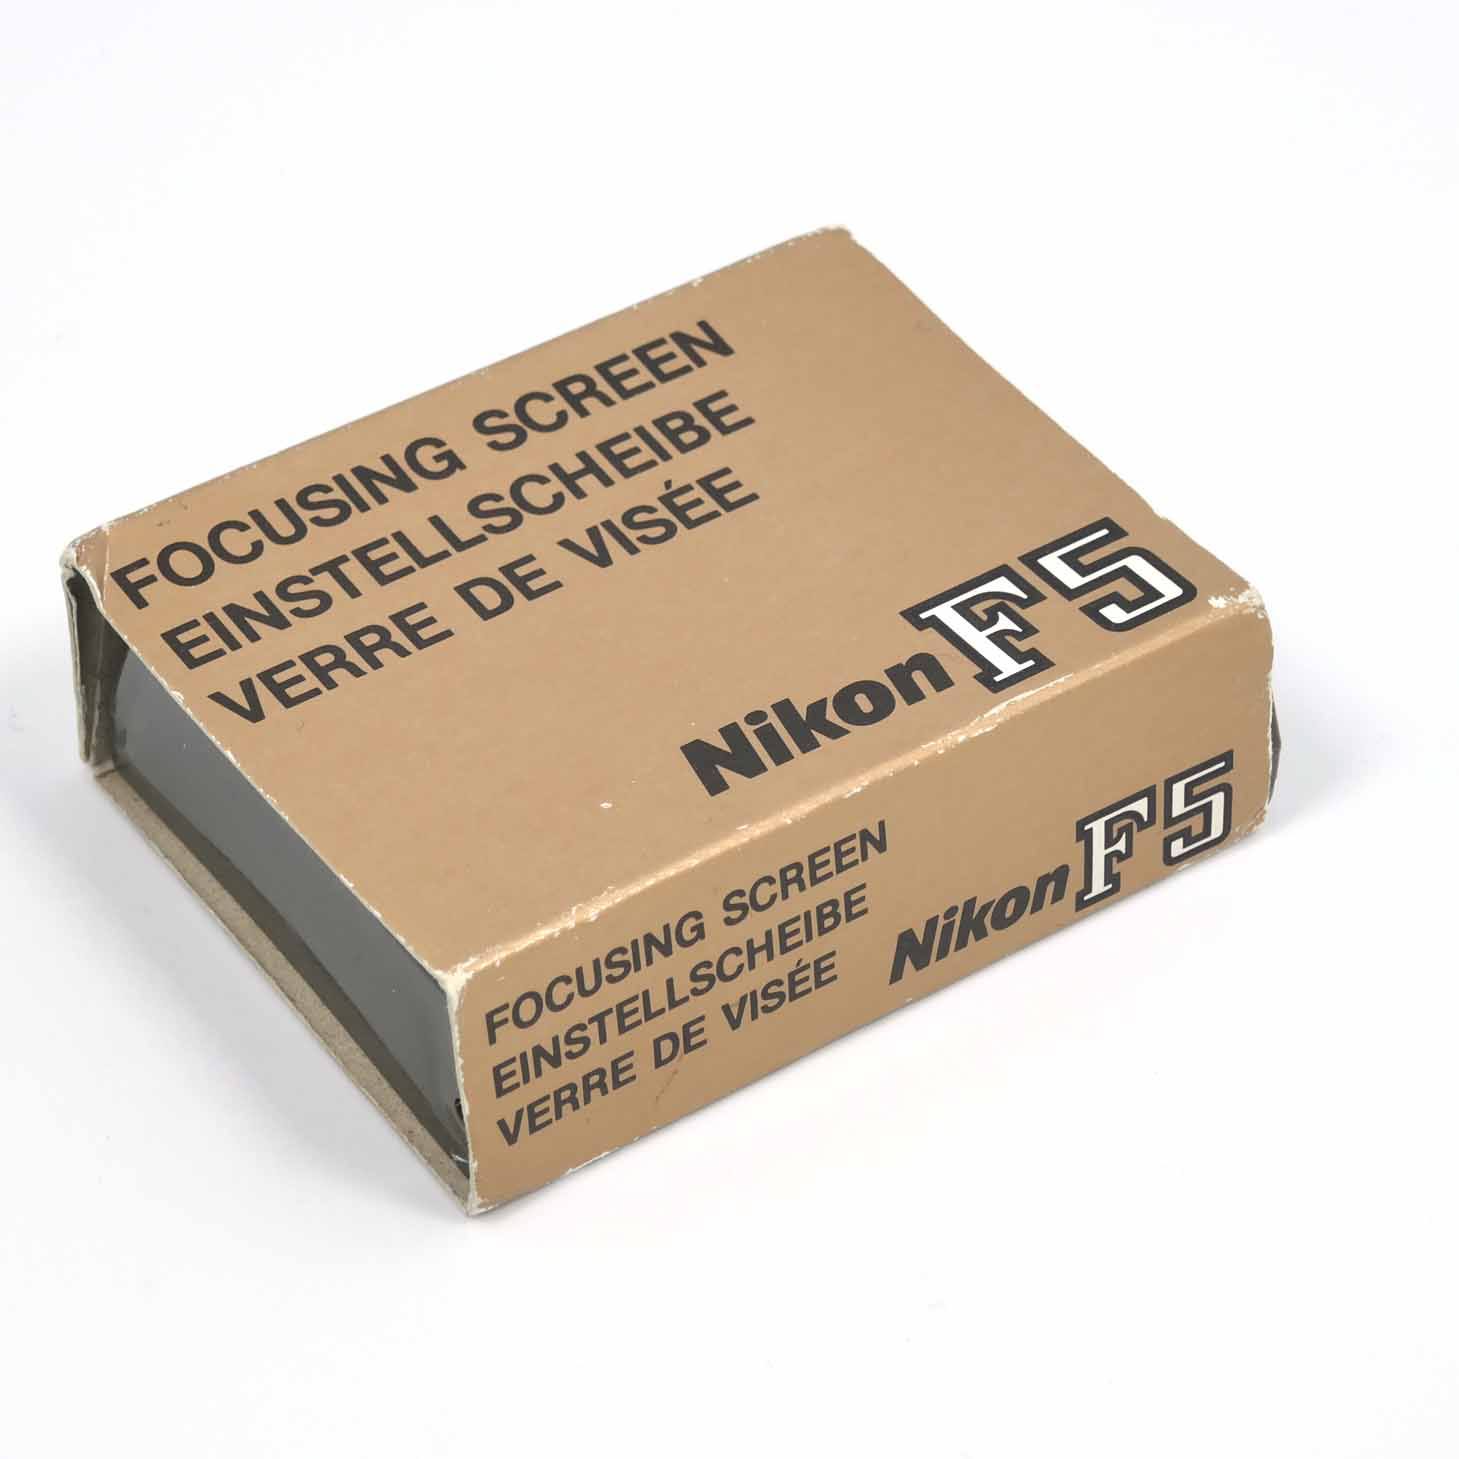 FOCUSING SCREEN
EINSTELLSCHEIBE
VERRE DE VISÉE
Nikon F5
FOCUSING SCREEN
EINSTELLSCHEIBE
VERRE DE VISÉE
Nikon F5